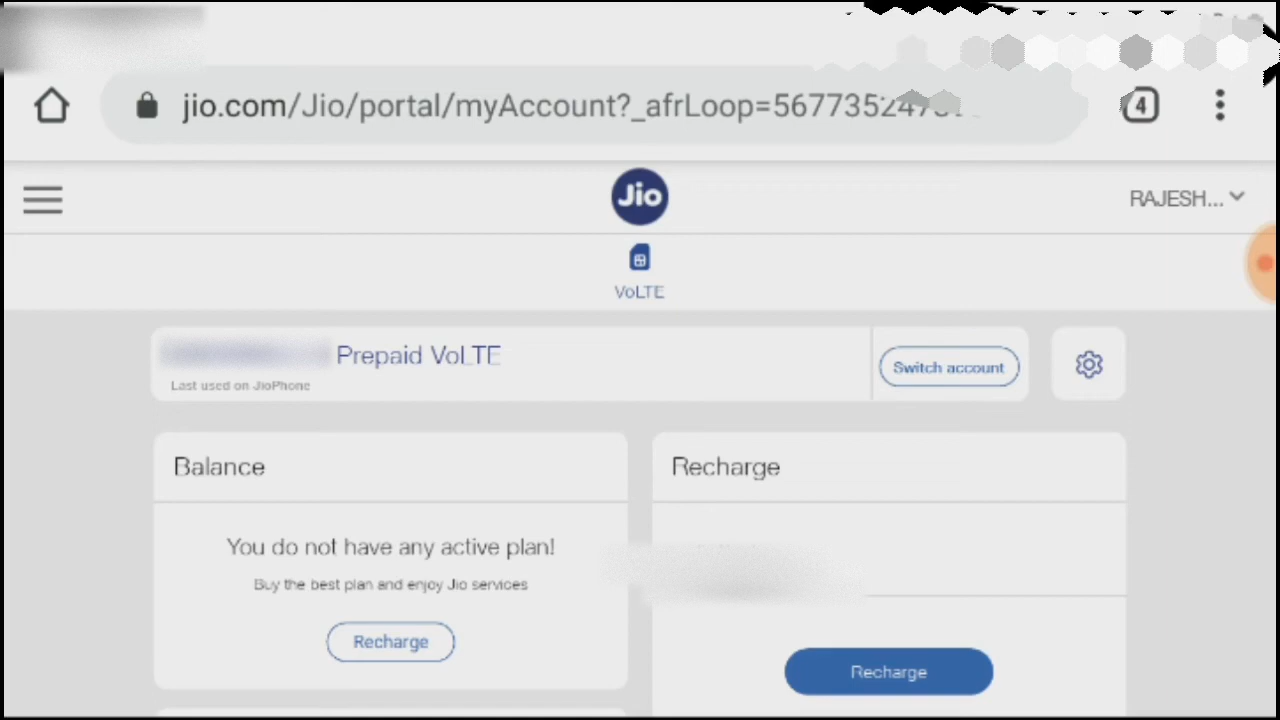 jio.com/Jio/portal/myAccount?_afrLoop=56773524
4
Jio
RAJESH...
VoLTE
Prepaid VoLTE
Last used on JioPhone
Switch account
Balance
Recharge
You do not have any active plan!
Buy the best plan and enjoy Jio services
Recharge
Recharge